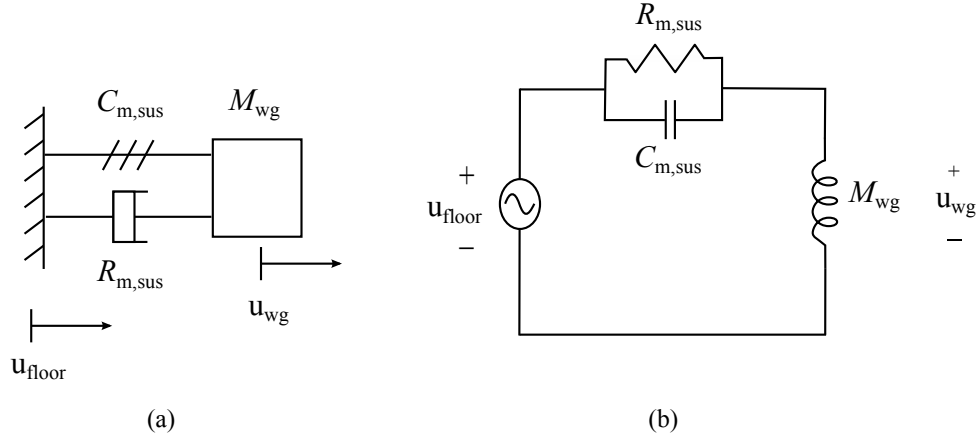 C_m,sus
M_wg
R_m,sus
u_wg
u_floor
(a)
R_m,sus
C_m,sus
+
u_floor
−
M_wg
+
u_wg
−
(b)